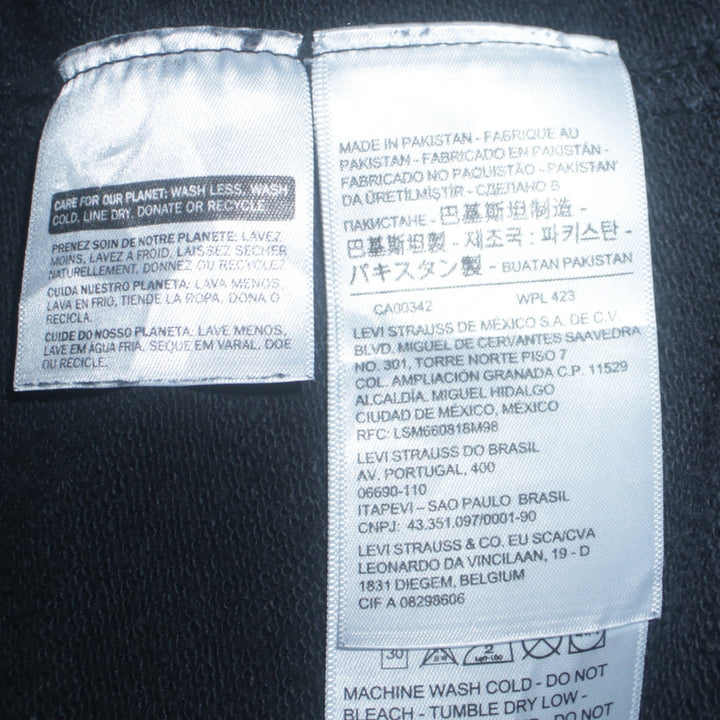 CARE FOR OUR PLANET: WASH LESS, WASH
COLD, LINE DRY, DONATE OR RECYCLE.
PRENEZ SOIN DE NOTRE PLANETE: LAVEZ
MOINS, LAVEZ A FROID, LAISSEZ SECHER
NATURELLEMENT, DONNEZ OU RECYCLEZ
CUIDA NUESTRO PLANETA: LAVA MENOS,
LAVA EN FRIO, TIENDE LA ROPA, DONA O
RECICLA.
CUIDE DO NOSSO PLANETA: LAVE MENOS,
LAVE EM AGUA FRIA, SEQUE EM VARAL, DOE
OU RECICLE.
MADE IN PAKISTAN - FABRIQUE AU
PAKISTAN - FABRICADO EN PAKISTÁN -
FABRICADO NO PAQUISTÃO - PAKISTAN'
DA ÜRETİLMİŞTİR - СДЕЛАНО В
ПАКИСТАНЕ - 巴基斯坦制造 -
巴基斯坦製 - 제조국 : 파키스탄 -
パキスタン製 - BUATAN PAKISTAN
CA00342 WPL 423
LEVI STRAUSS DE MÉXICO S.A. DE C.V.
BLVD. MIGUEL DE CERVANTES SAAVEDRA
NO. 301, TORRE NORTE PISO 7
COL. AMPLIACIÓN GRANADA C.P. 11529
ALCALDÍA. MIGUEL HIDALGO
CIUDAD DE MÉXICO, MÉXICO
RFC: LSM660818M98
LEVI STRAUSS DO BRASIL
AV. PORTUGAL, 400
06690-110
ITAPEVI - SAO PAULO BRASIL
CNPJ: 43.351.097/0001-90
LEVI STRAUSS & CO. EU SCA/CVA
LEONARDO DA VINCILAAN, 19 - D
1831 DIEGEM, BELGIUM
CIF A 08298606
30
2
MACHINE WASH COLD - DO NOT
BLEACH - TUMBLE DRY LOW -
DO NOT